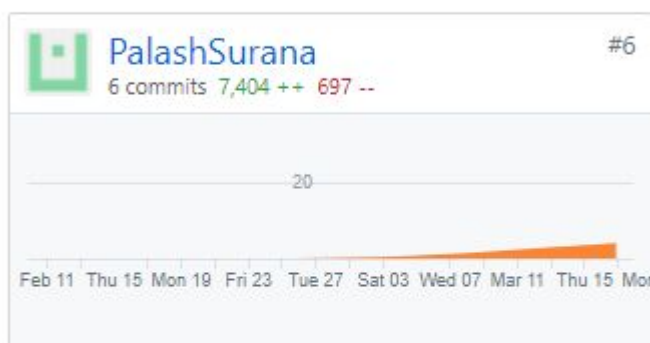 PalashSurana #6
6 commits 7,404 ++ 697 --
20
Feb 11 Thu 15 Mon 19 Fri 23 Tue 27 Sat 03 Wed 07 Mar 11 Thu 15 Mon